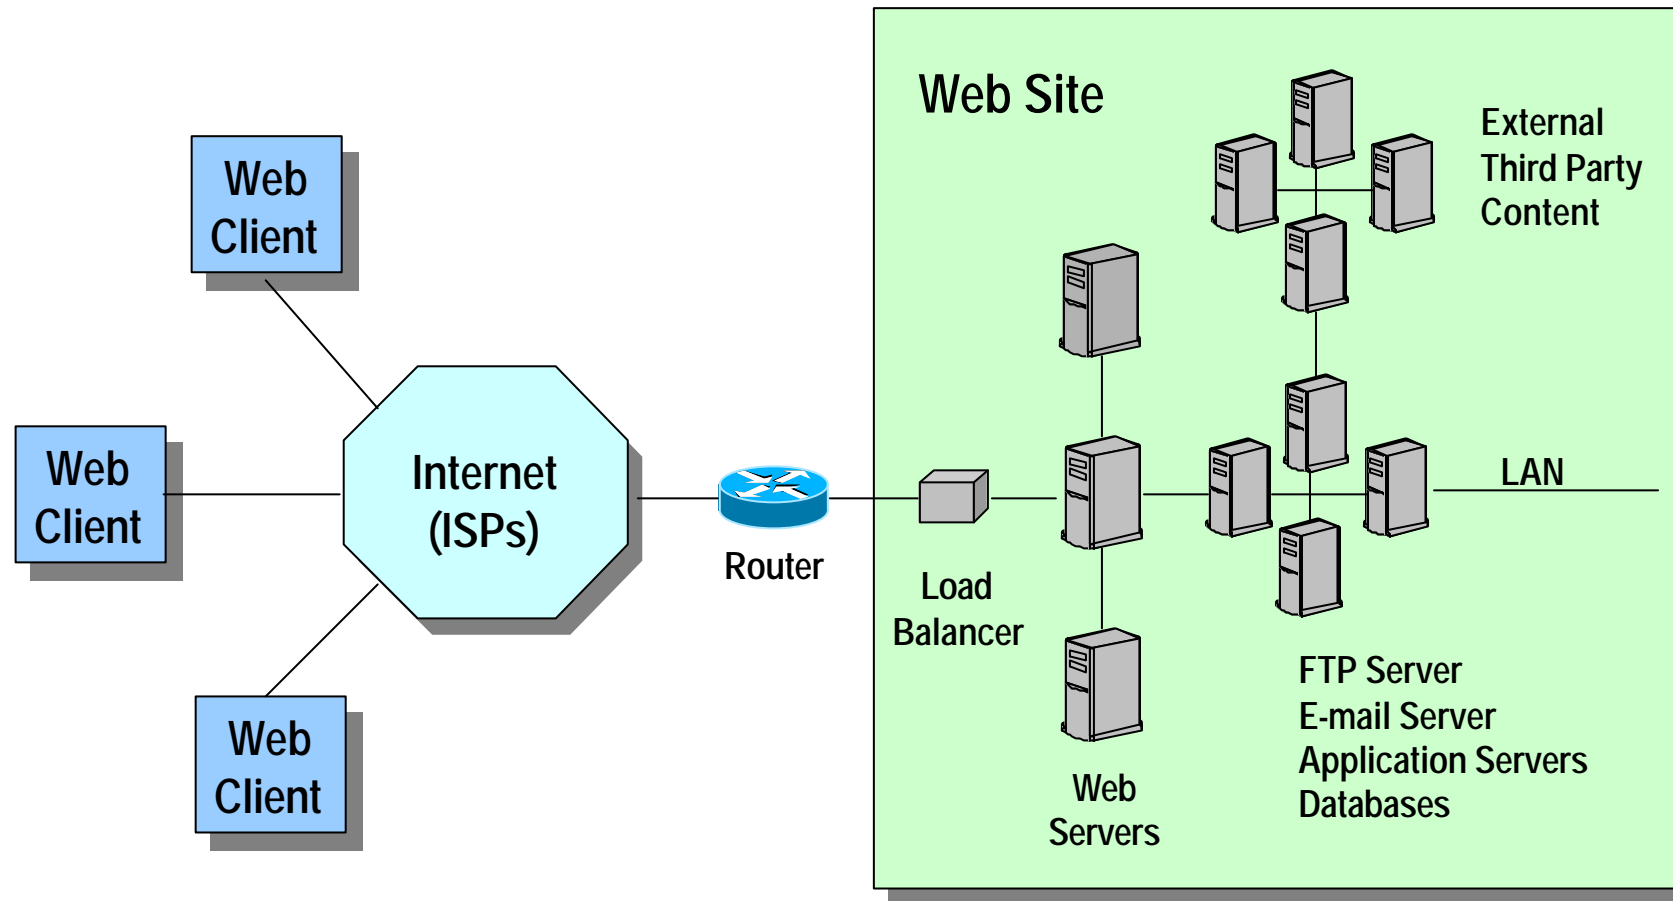 Web
Client
Web
Client
Web
Client
Internet
(ISPs)
Router
Web Site
Load
Balancer
Web
Servers
External
Third Party
Content
LAN
FTP Server
E-mail Server
Application Servers
Databases